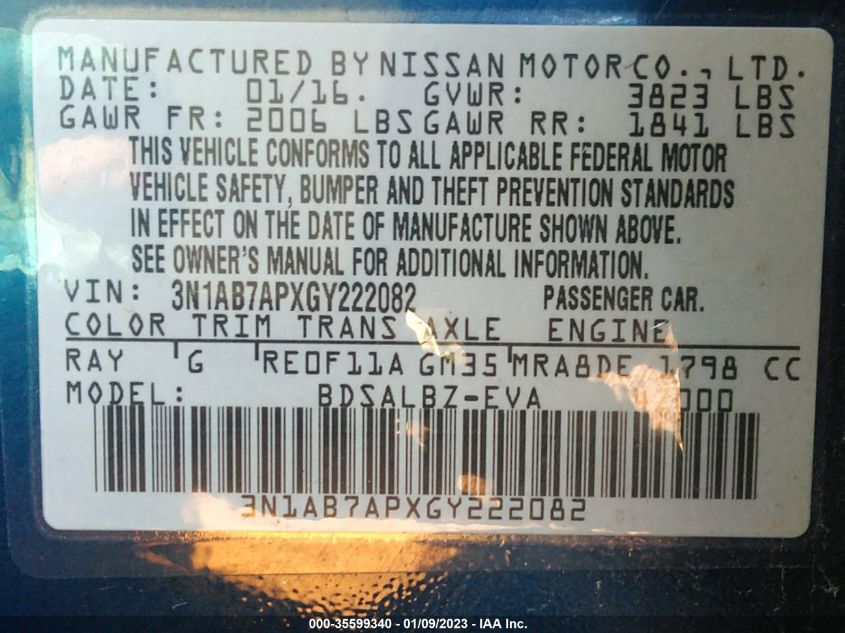 MANUFACTURED BY NISSAN MOTOR CO., LTD.
DATE: 01/16. GVWR: 3823 LBS
GAWR FR: 2006 LBS GAWR RR: 1841 LBS
THIS VEHICLE CONFORMS TO ALL APPLICABLE FEDERAL MOTOR
VEHICLE SAFETY, BUMPER AND THEFT PREVENTION STANDARDS
IN EFFECT ON THE DATE OF MANUFACTURE SHOWN ABOVE.
SEE OWNER'S MANUAL FOR ADDITIONAL INFORMATION.
VIN: 3N1AB7APXGY222082 PASSENGER CAR.
COLOR TRIM TRANS AXLE ENGINE
RAY G RE0F11A GM35 MRA8DE 1798 CC
MODEL: BDSALBZ-EVA
3N1AB7APXGY222082
000-35599340 - 01/09/2023 - IAA Inc.